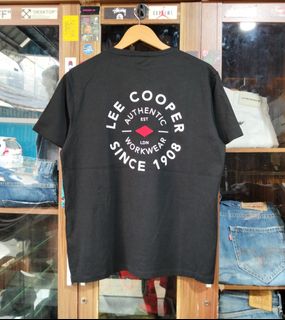 LEE COOPER
AUTHENTIC
EST
LDN
WORKWEAR
SINCE 1908